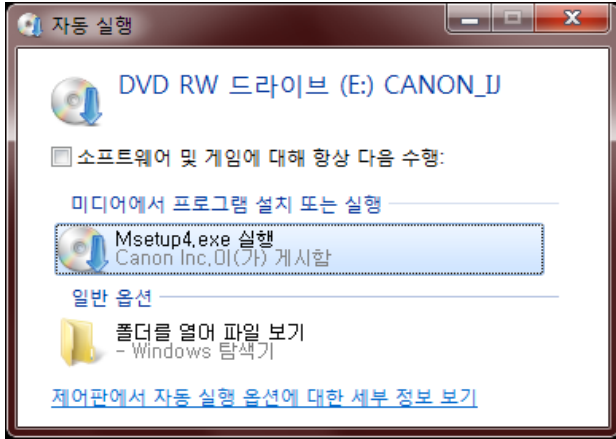 자동 실행
DVD RW 드라이브 (E:) CANON_IJ
소프트웨어 및 게임에 대해 항상 다음 수행:
미디어에서 프로그램 설치 또는 실행
Msetup4.exe 실행
Canon Inc.이(가) 게시함
일반 옵션
폴더를 열어 파일 보기
- Windows 탐색기
제어판에서 자동 실행 옵션에 대한 세부 정보 보기